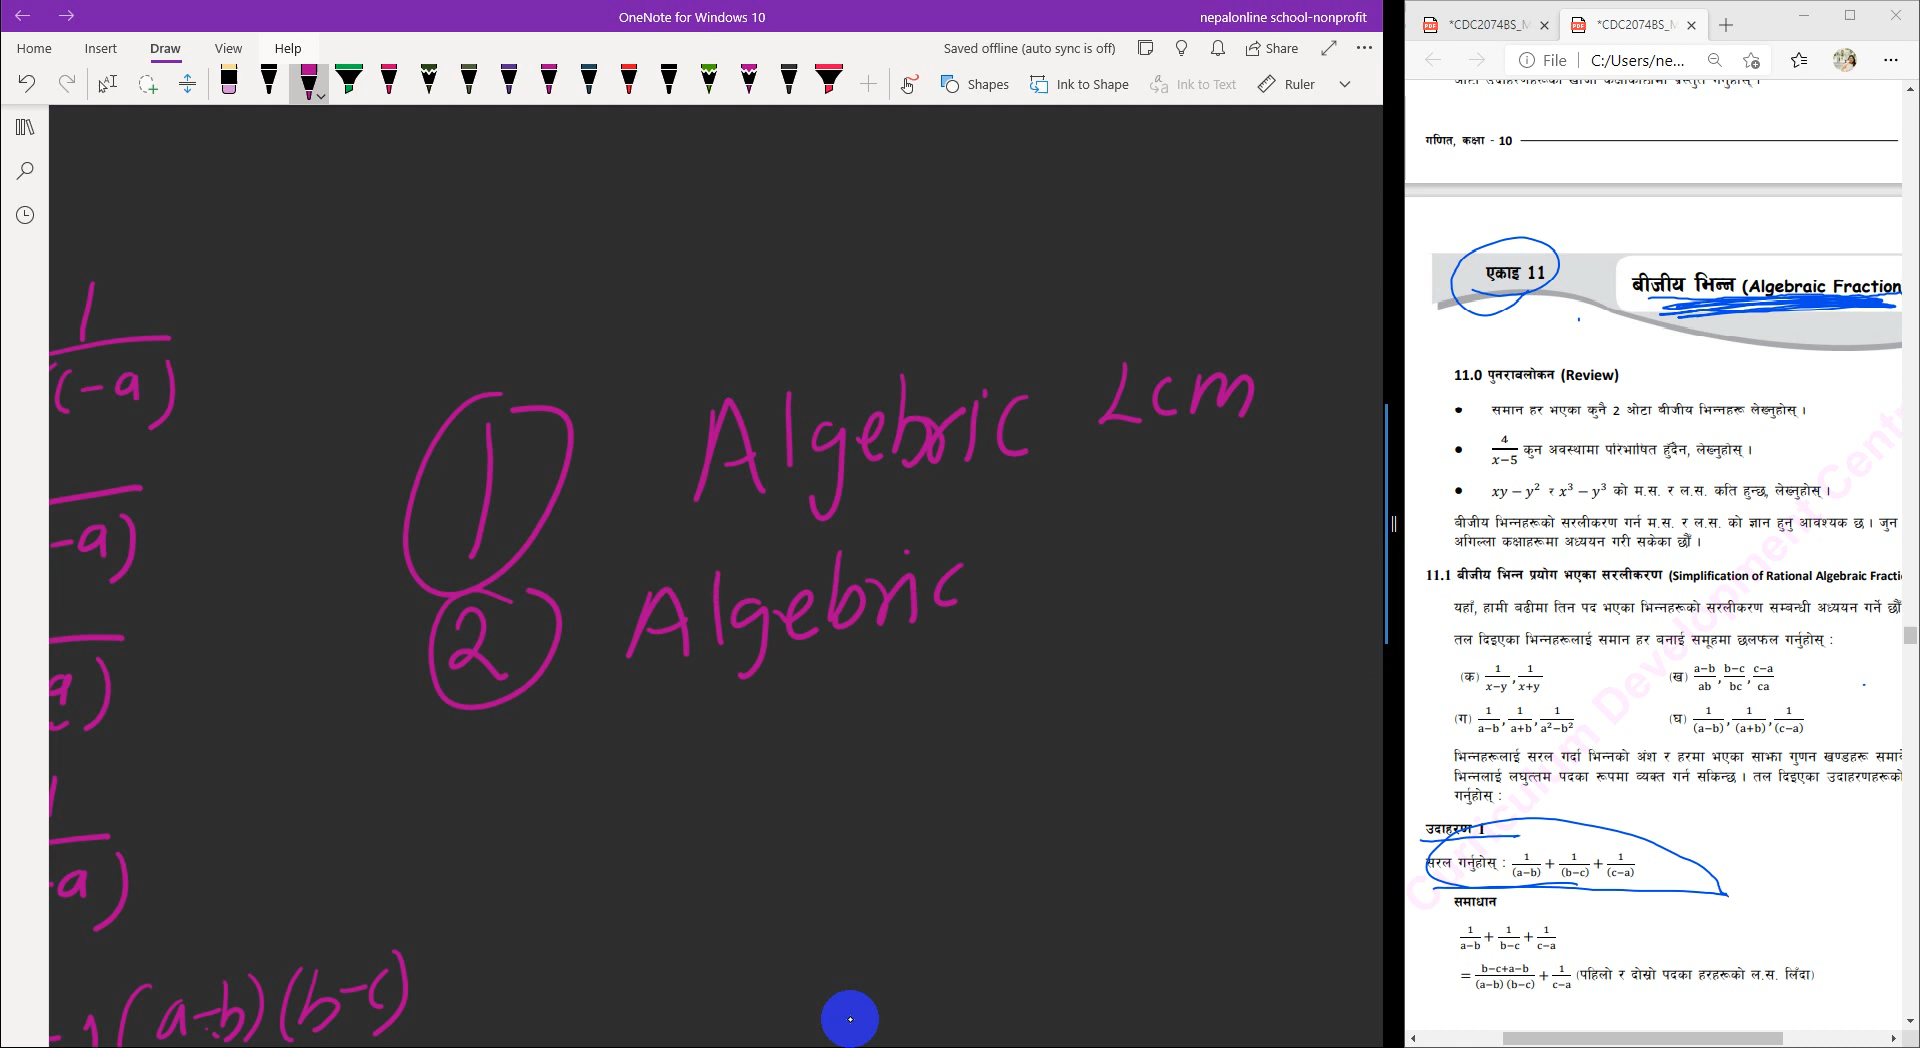 OneNote for Windows 10
nepalonline school-nonprofit
Home Insert Draw View Help
Saved offline (auto sync is off) Share
Shapes Ink to Shape Ink to Text Ruler
1
(-a)
-a)
a)
1
-a)
-1(a-b)(b-c)
1 Algebric Lcm
2 Algebric
*CDC2074BS_M *CDC2074BS_M
File C:/Users/ne...
गणित, कक्षा - 10
एकाइ 11
बीजीय भिन्न (Algebraic Fraction
11.0 पुनरावलोकन (Review)
• समान हर भएका कुनै 2 ओटा बीजीय भिन्नहरू लेख्नुहोस् ।
• 4/x−5 कुन अवस्थामा परिभाषित हुँदैन, लेख्नुहोस् ।
• xy − y² र x³ − y³ को म.स. र ल.स. कति हुन्छ, लेख्नुहोस् ।
बीजीय भिन्नहरूको सरलीकरण गर्न म.स. र ल.स. को ज्ञान हुनु आवश्यक छ । जुन
अगिल्ला कक्षाहरूमा अध्ययन गरी सकेका छौँ ।
11.1 बीजीय भिन्न प्रयोग भएका सरलीकरण (Simplification of Rational Algebraic Fracti
यहाँ, हामी बढीमा तिन पद भएका भिन्नहरूको सरलीकरण सम्बन्धी अध्ययन गर्ने छौँ
तल दिइएका भिन्नहरूलाई समान हर बनाई समूहमा छलफल गर्नुहोस् :
(क) 1/x−y, 1/x+y (ख) a−b/ab, b−c/bc, c−a/ca
(ग) 1/a−b, 1/a+b, 1/a²−b² (घ) 1/(a−b), 1/(a+b), 1/(c−a)
भिन्नहरूलाई सरल गर्दा भिन्नको अंश र हरमा भएका साझा गुणन खण्डहरू
भिन्नलाई लघुत्तम पदका रूपमा व्यक्त गर्न सकिन्छ । तल दिइएका उदाहरणहरूको
गर्नुहोस् :
उदाहरण 1
सरल गर्नुहोस् : 1/(a−b) + 1/(b−c) + 1/(c−a)
समाधान
1/a−b + 1/b−c + 1/c−a
= b−c+a−b/(a−b)(b−c) + 1/c−a (पहिलो र दोस्रो पदका हरहरूको ल.स. लिँदा)
Curriculum Development Centr